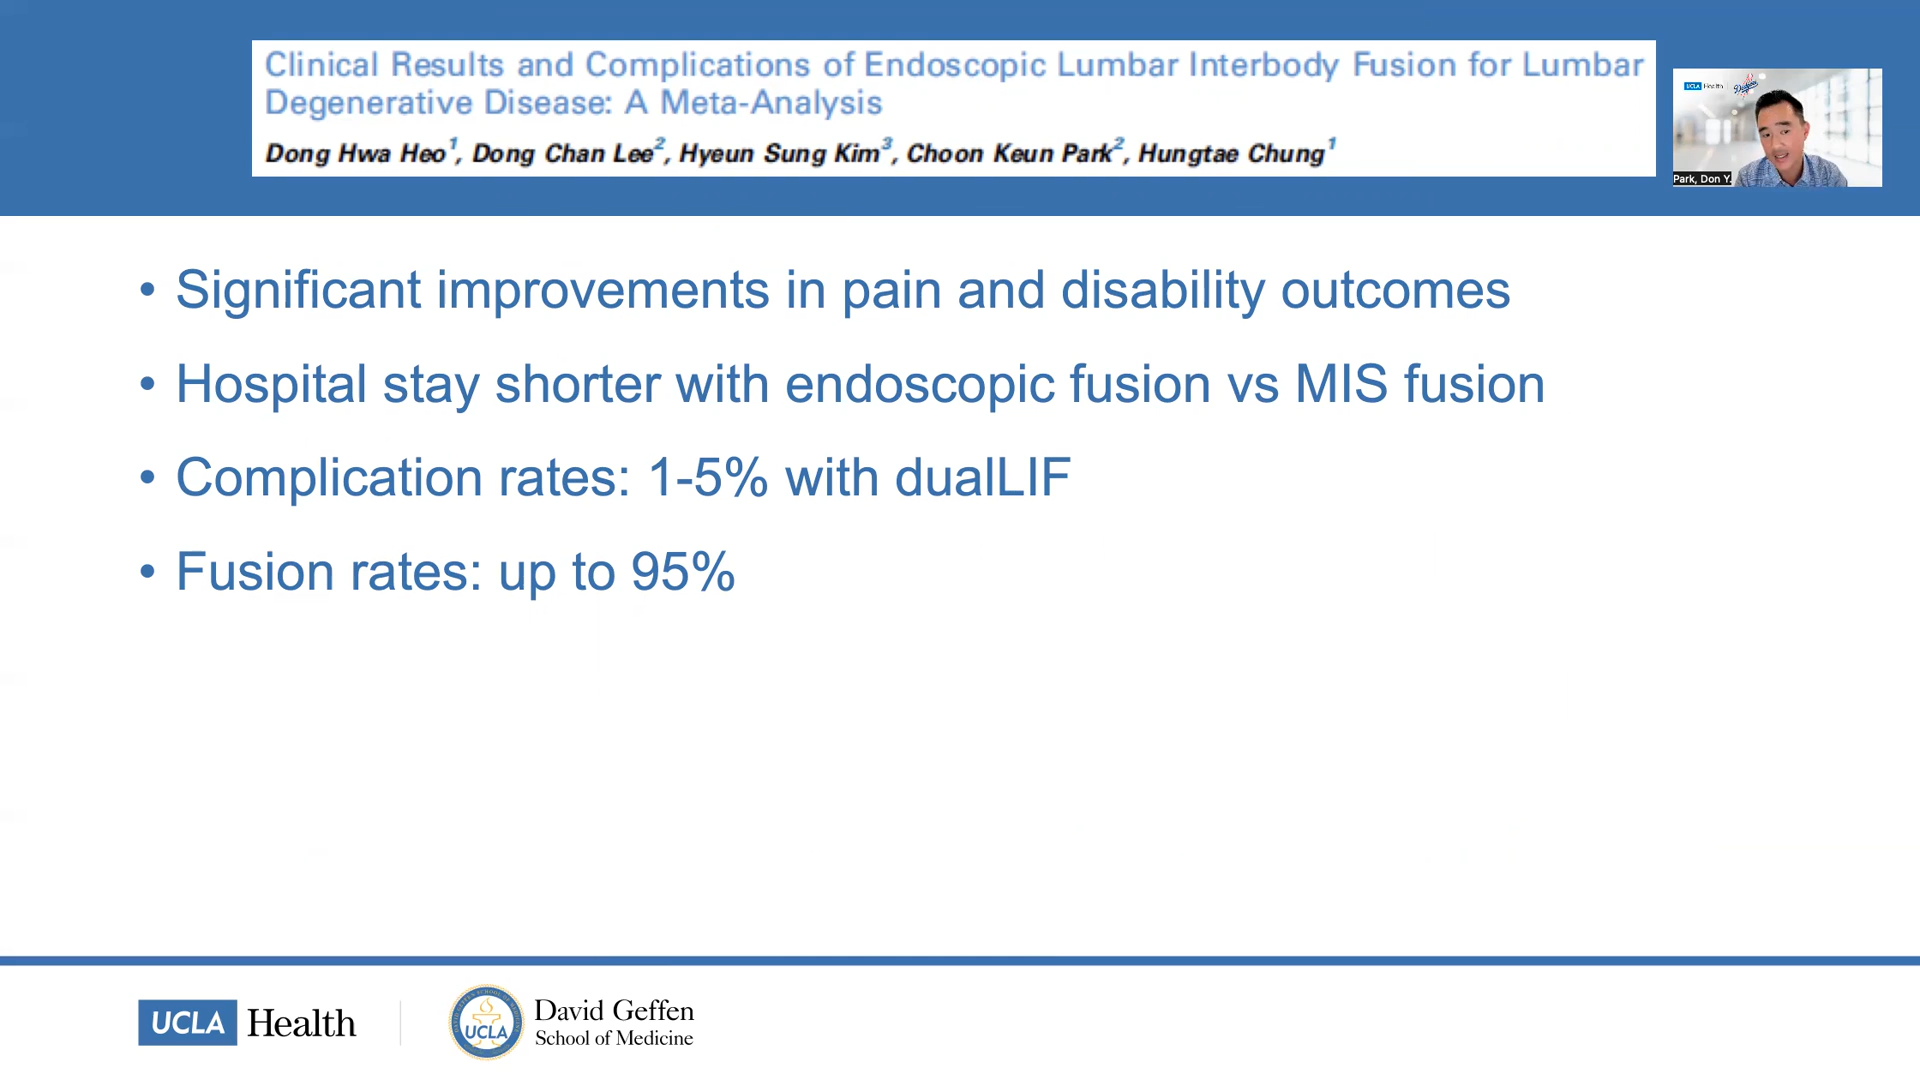 Clinical Results and Complications of Endoscopic Lumbar Interbody Fusion for Lumbar
Degenerative Disease: A Meta-Analysis
Dong Hwa Heo1, Dong Chan Lee2, Hyeun Sung Kim3, Choon Keun Park2, Hungtae Chung1
UCLA Health
Dodgers
Park, Don Y.
• Significant improvements in pain and disability outcomes
• Hospital stay shorter with endoscopic fusion vs MIS fusion
• Complication rates: 1-5% with dualLIF
• Fusion rates: up to 95%
UCLA Health
UCLA
David Geffen
School of Medicine